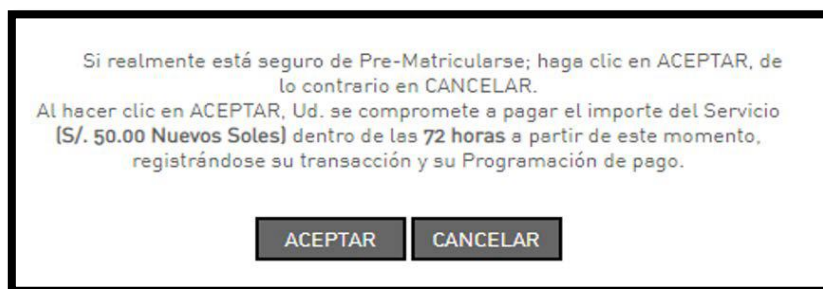 Si realmente está seguro de Pre-Matricularse; haga clic en ACEPTAR, de
lo contrario en CANCELAR.
Al hacer clic en ACEPTAR, Ud. se compromete a pagar el importe del Servicio
(S/. 50.00 Nuevos Soles) dentro de las 72 horas a partir de este momento,
registrándose su transacción y su Programación de pago.
ACEPTAR CANCELAR